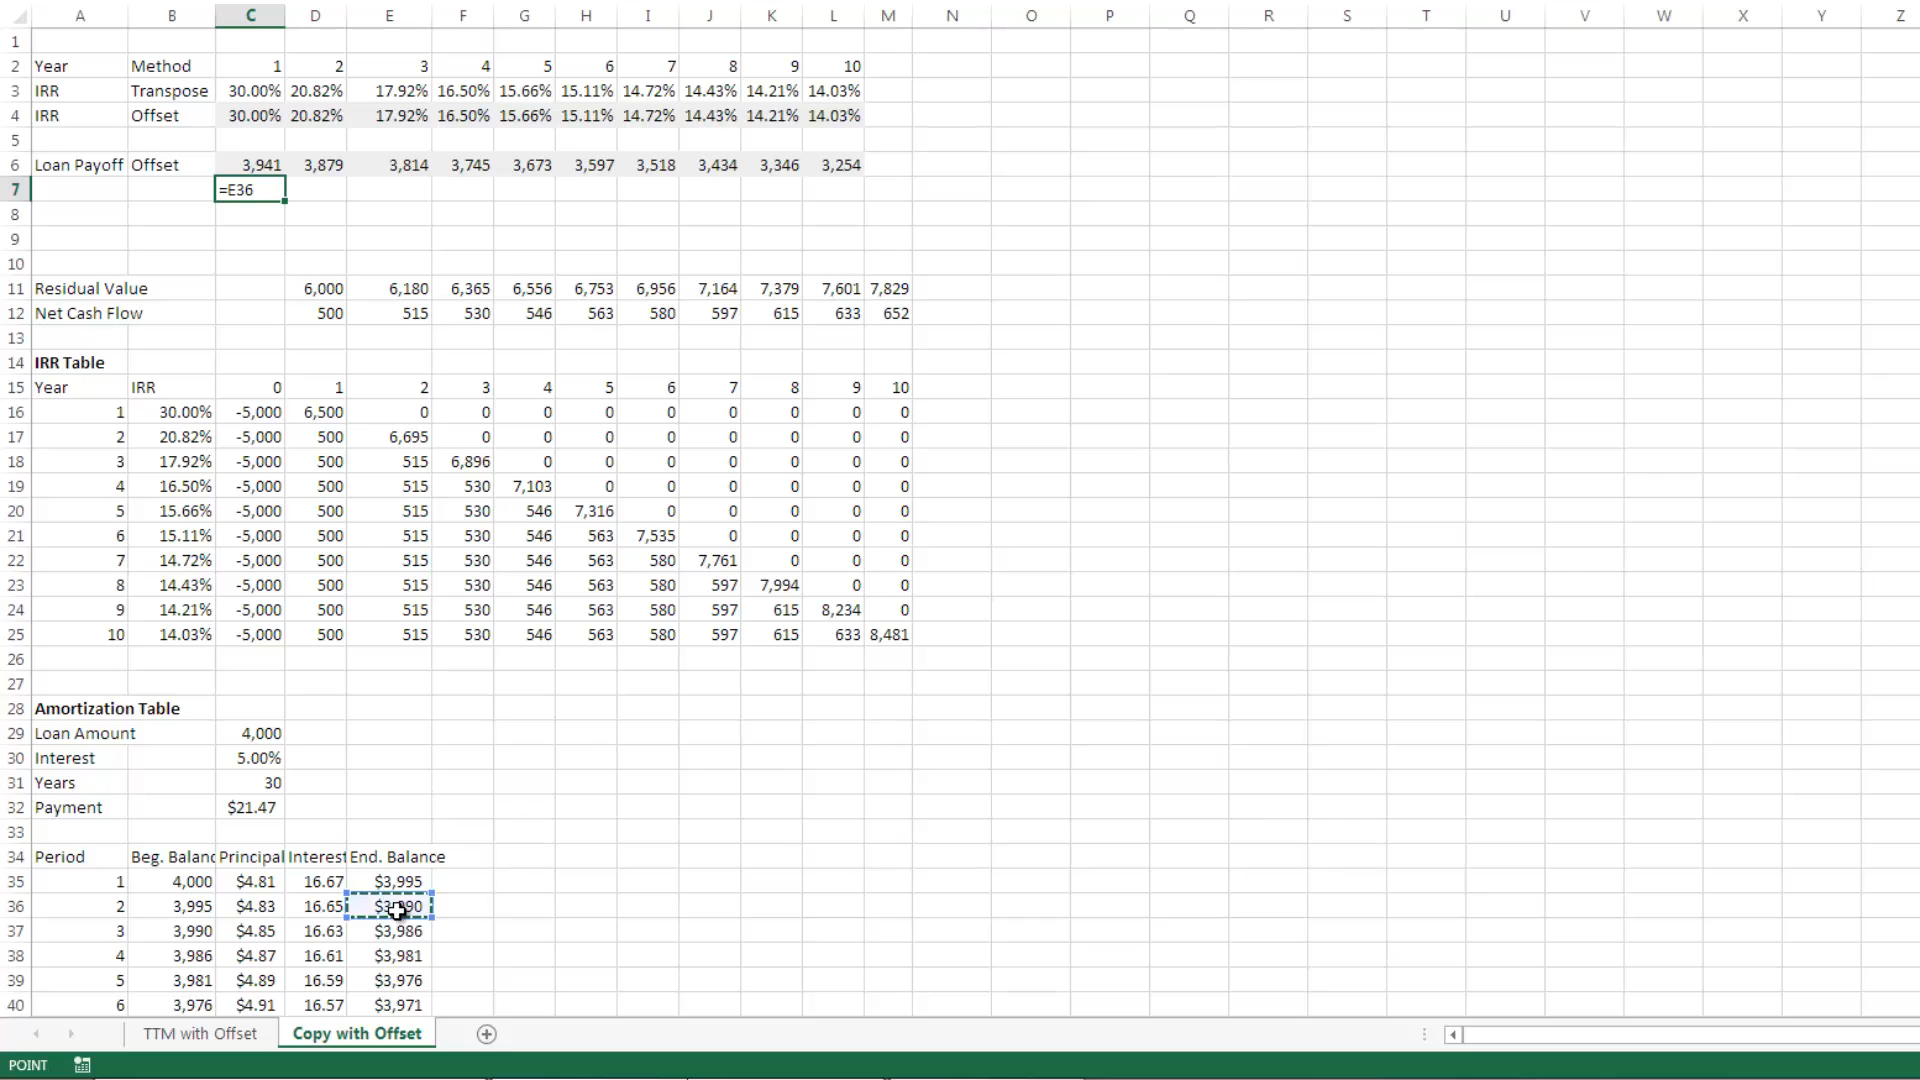 A B C D E F G H I J K L M N O P Q R S T U V W X Y Z
1
2 Year Method 1 2 3 4 5 6 7 8 9 10
3 IRR Transpose 30.00% 20.82% 17.92% 16.50% 15.66% 15.11% 14.72% 14.43% 14.21% 14.03%
4 IRR Offset 30.00% 20.82% 17.92% 16.50% 15.66% 15.11% 14.72% 14.43% 14.21% 14.03%
5
6 Loan Payoff Offset 3,941 3,879 3,814 3,745 3,673 3,597 3,518 3,434 3,346 3,254
7 =E36
8
9
10
11 Residual Value 6,000 6,180 6,365 6,556 6,753 6,956 7,164 7,379 7,601 7,829
12 Net Cash Flow 500 515 530 546 563 580 597 615 633 652
13
14 IRR Table
15 Year IRR 0 1 2 3 4 5 6 7 8 9 10
16 1 30.00% -5,000 6,500 0 0 0 0 0 0 0 0 0
17 2 20.82% -5,000 500 6,695 0 0 0 0 0 0 0 0
18 3 17.92% -5,000 500 515 6,896 0 0 0 0 0 0 0
19 4 16.50% -5,000 500 515 530 7,103 0 0 0 0 0 0
20 5 15.66% -5,000 500 515 530 546 7,316 0 0 0 0 0
21 6 15.11% -5,000 500 515 530 546 563 7,535 0 0 0 0
22 7 14.72% -5,000 500 515 530 546 563 580 7,761 0 0 0
23 8 14.43% -5,000 500 515 530 546 563 580 597 7,994 0 0
24 9 14.21% -5,000 500 515 530 546 563 580 597 615 8,234 0
25 10 14.03% -5,000 500 515 530 546 563 580 597 615 633 8,481
26
27
28 Amortization Table
29 Loan Amount 4,000
30 Interest 5.00%
31 Years 30
32 Payment $21.47
33
34 Period Beg. Balanc Principal Interest End. Balance
35 1 4,000 $4.81 16.67 $3,995
36 2 3,995 $4.83 16.65
37 3 3,990 $4.85 16.63 $3,986
38 4 3,986 $4.87 16.61 $3,981
39 5 3,981 $4.89 16.59 $3,976
40 6 3,976 $4.91 16.57 $3,971
TTM with Offset Copy with Offset
POINT